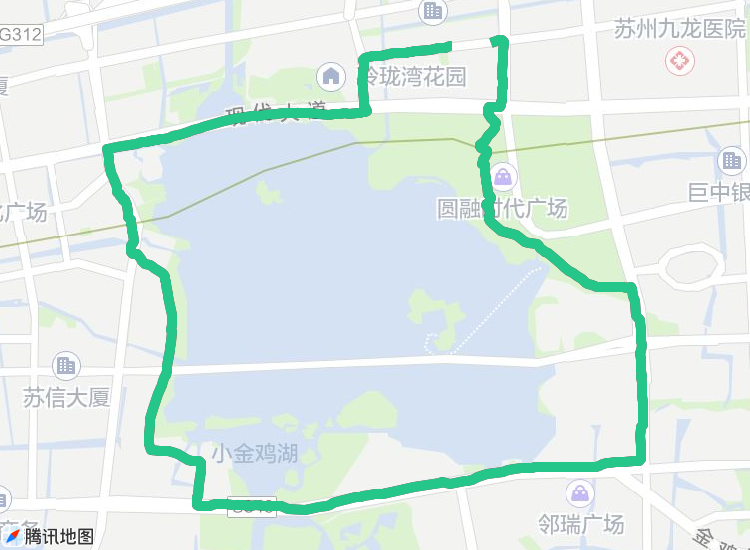 G312
苏州九龙医院
玲珑湾花园
现代大道
巨中银
圆融时代广场
广场
苏信大厦
小金鸡湖
邻瑞广场
腾讯地图
金鸡